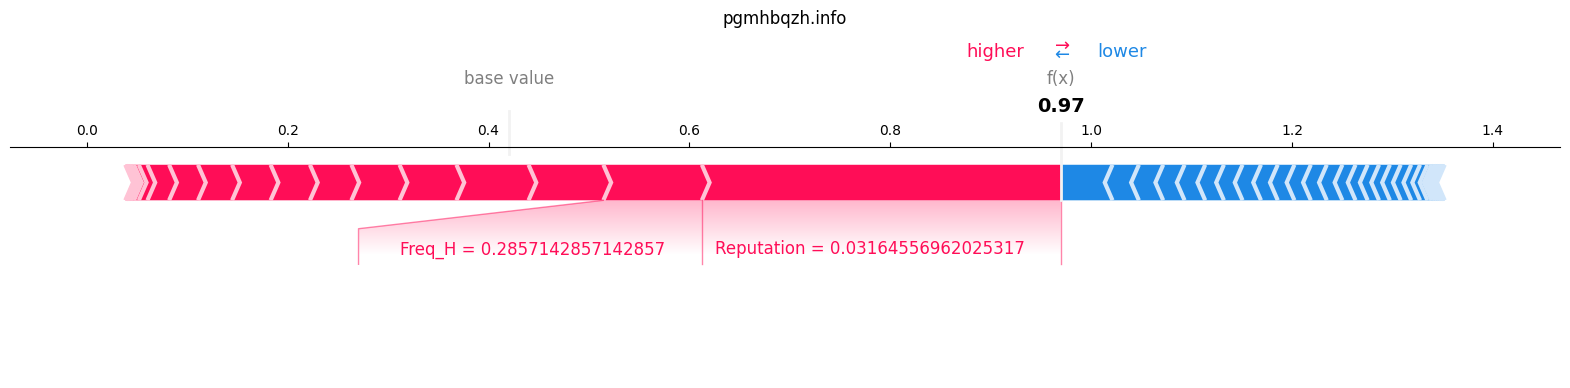 pgmhbqzh.info
higher ⇄ lower
base value
f(x)
0.97
0.0 0.2 0.4 0.6 0.8 1.0 1.2 1.4
Freq_H = 0.2857142857142857
Reputation = 0.03164556962025317